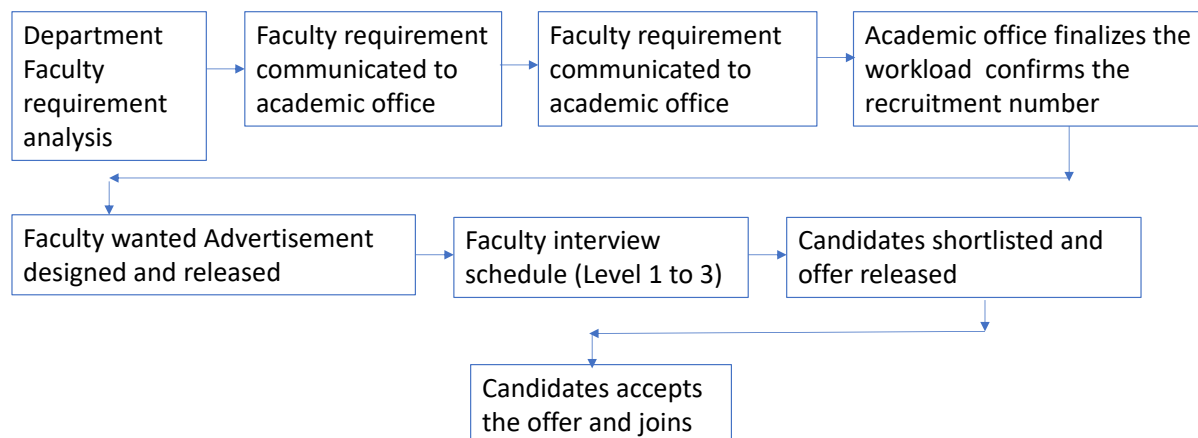 Department
Faculty
requirement
analysis
Faculty requirement
communicated to
academic office
Faculty requirement
communicated to
academic office
Academic office finalizes the
workload  confirms the
recruitment number
Faculty wanted Advertisement
designed and released
Faculty interview
schedule (Level 1 to 3)
Candidates shortlisted and
offer released
Candidates accepts
the offer and joins